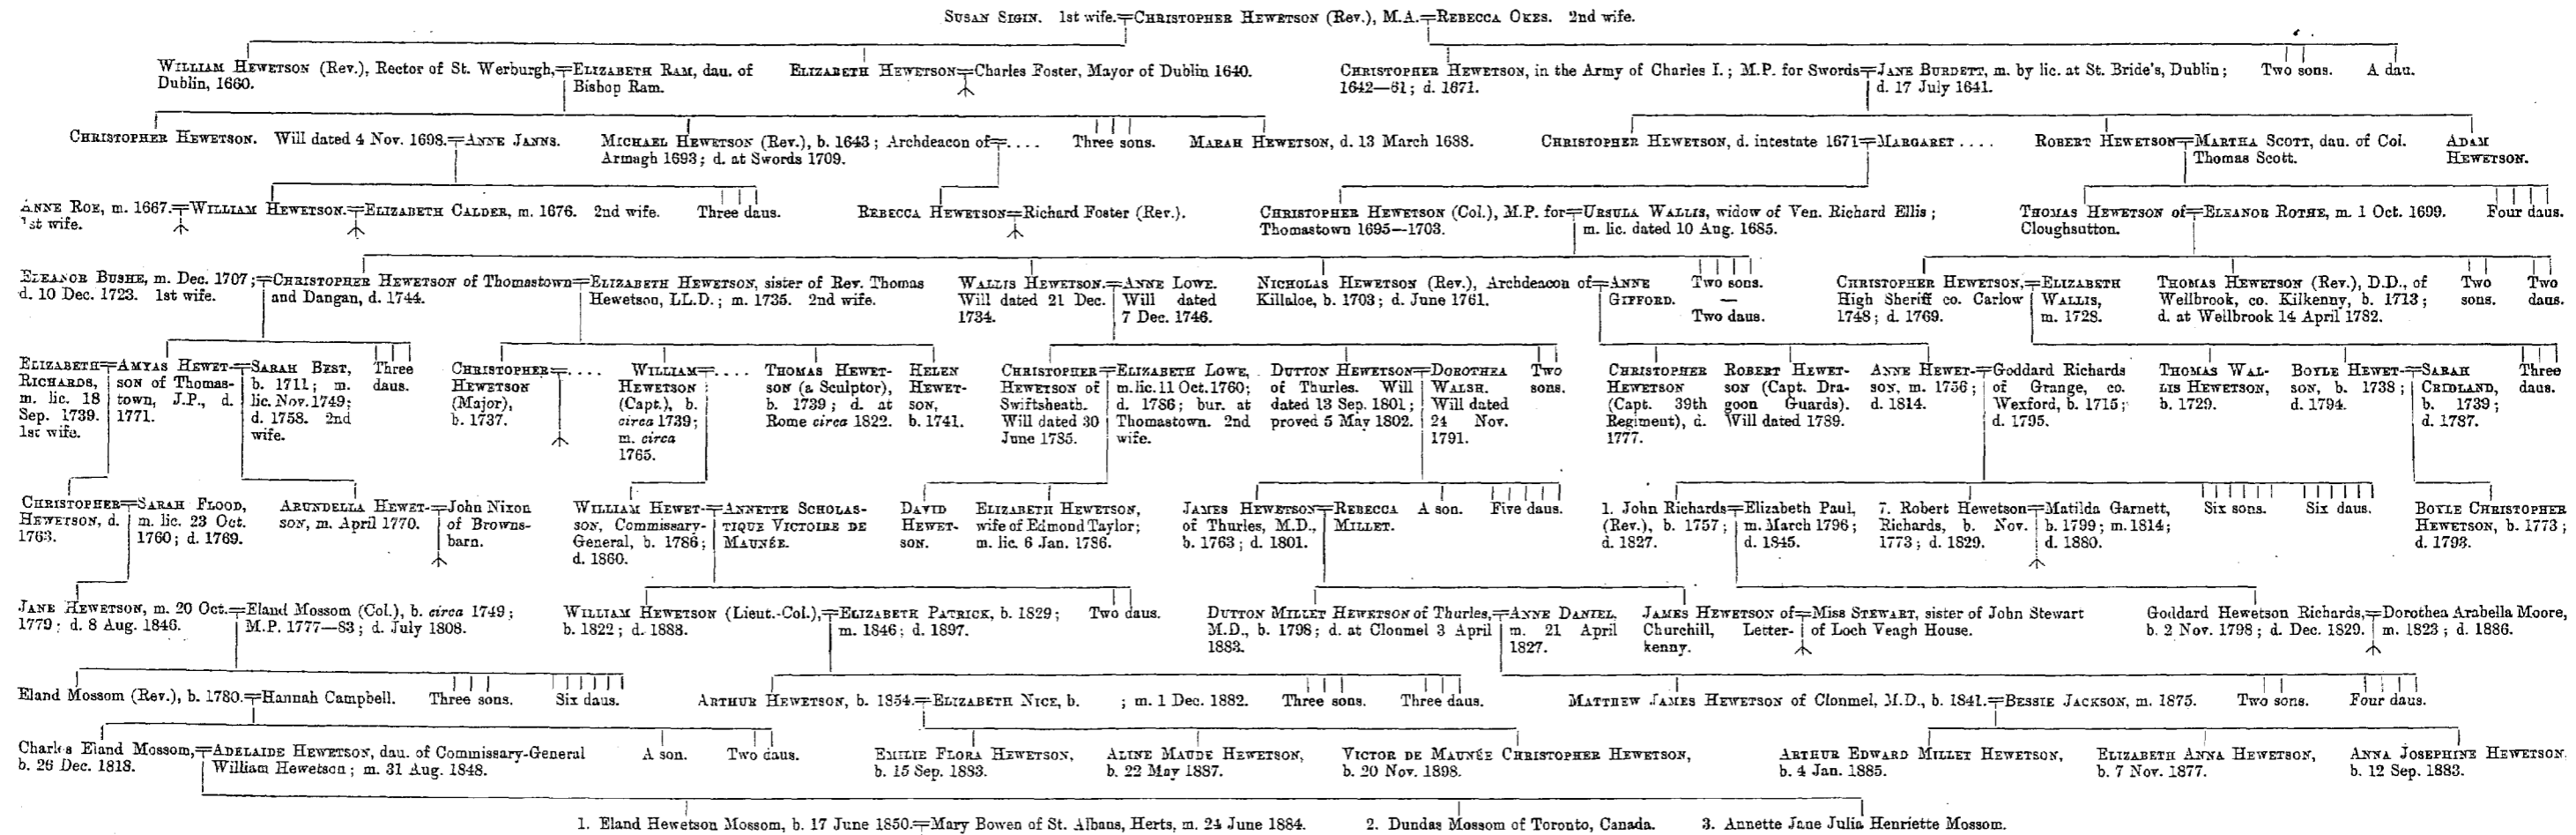 SUSAN SIGIN. 1st wife.=CHRISTOPHER HEWETSON (Rev.), M.A.=REBECCA OKES. 2nd wife.
WILLIAM HEWETSON (Rev.), Rector of St. Werburgh,=ELIZABETH RAM, dau. of
Dublin, 1660. Bishop Ram.
ELIZABETH HEWETSON=Charles Foster, Mayor of Dublin 1640.
CHRISTOPHER HEWETSON, in the Army of Charles I.; M.P. for Swords=JANE BURDETT, m. by lic. at St. Bride's, Dublin;
1642—61; d. 1671. d. 17 July 1641.
Two sons. A dau.
CHRISTOPHER HEWETSON. Will dated 4 Nov. 1698.=ANNE JANNS.
MICHAEL HEWETSON (Rev.), b. 1643; Archdeacon of=....
Armagh 1693; d. at Swords 1709.
Three sons.
MARAH HEWETSON, d. 13 March 1688.
CHRISTOPHER HEWETSON, d. intestate 1671=MARGARET ....
ROBERT HEWETSON=MARTHA SCOTT, dau. of Col.
Thomas Scott.
ADAM
HEWETSON.
ANNE ROE, m. 1667.=WILLIAM HEWETSON.=ELIZABETH CALDER, m. 1676. 2nd wife.
1st wife.
Three daus.
REBECCA HEWETSON=Richard Foster (Rev.).
CHRISTOPHER HEWETSON (Col.), M.P. for=URSULA WALLIS, widow of Ven. Richard Ellis;
Thomastown 1695—1703. m. lic. dated 10 Aug. 1685.
THOMAS HEWETSON of=ELEANOR ROTHE, m. 1 Oct. 1699.
Cloughsutton.
Four daus.
ELEANOR BUSHE, m. Dec. 1707;=CHRISTOPHER HEWETSON of Thomastown=ELIZABETH HEWETSON, sister of Rev. Thomas
d. 10 Dec. 1723. 1st wife. and Dangan, d. 1744. Hewetson, LL.D.; m. 1735. 2nd wife.
WALLIS HEWETSON.=ANNE LOWE.
Will dated 21 Dec. Will dated
1734. 7 Dec. 1746.
NICHOLAS HEWETSON (Rev.), Archdeacon of=ANNE
Killaloe, b. 1703; d. June 1761. GIFFORD.
Two sons.
—
Two daus.
CHRISTOPHER HEWETSON,=ELIZABETH
High Sheriff co. Carlow WALLIS,
1748; d. 1769. m. 1728.
THOMAS HEWETSON (Rev.), D.D., of
Wellbrook, co. Kilkenny, b. 1713;
d. at Wellbrook 14 April 1782.
Two
sons.
Two
daus.
ELIZABETH=AMYAS HEWET-=SARAH BEST,
RICHARDS, son of Thomas- b. 1711; m.
m. lic. 18 town, J.P., d. lic. Nov. 1749;
Sep. 1739. 1771. d. 1758. 2nd
1st wife. wife.
Three
daus.
CHRISTOPHER=....
HEWETSON
(Major),
b. 1737.
WILLIAM=....
HEWETSON
(Capt.), b.
circa 1739;
m. circa
1765.
THOMAS HEWET-
SON (a Sculptor),
b. 1739; d. at
Rome circa 1822.
HELEN
HEWET-
SON,
b. 1741.
CHRISTOPHER=ELIZABETH LOWE,
HEWETSON of m. lic. 11 Oct. 1760;
Swiftsheath. d. 1786; bur. at
Will dated 30 Thomastown. 2nd
June 1785. wife.
DUTTON HEWETSON=DOROTHEA
of Thurles. Will WALSH.
dated 13 Sep. 1801; Will dated
proved 5 May 1802. 24 Nov.
1791.
Two
sons.
CHRISTOPHER
HEWETSON
(Capt. 39th
Regiment), d.
1777.
ROBERT HEWET-
SON (Capt. Dra-
goon Guards).
Will dated 1789.
ANNE HEWET-=Goddard Richards
SON, m. 1756; of Grange, co.
d. 1814. Wexford, b. 1715;
d. 1795.
THOMAS WAL-
LIS HEWETSON,
b. 1729.
BOYLE HEWET-=SARAH
SON, b. 1738; CRIDLAND,
d. 1794. b. 1739;
d. 1787.
Three
daus.
CHRISTOPHER=SARAH FLOOD,
HEWETSON, d. m. lic. 23 Oct.
1763. 1760; d. 1769.
ARUNDELLA HEWET-=John Nixon
SON, m. April 1770. of Browns-
barn.
WILLIAM HEWET-=ANNETTE SCHOLAS-
SON, Commissary- TIQUE VICTOIRE DE
General, b. 1786; MAUNÉE.
d. 1860.
DAVID
HEWET-
SON.
ELIZABETH HEWETSON,
wife of Edmond Taylor;
m. lic. 6 Jan. 1786.
JAMES HEWETSON=REBECCA
of Thurles, M.D., MILLET.
b. 1763; d. 1801.
A son. Five daus.
1. John Richards=Elizabeth Paul,
(Rev.), b. 1757; m. March 1796;
d. 1827. d. 1845.
7. Robert Hewetson=Matilda Garnett,
Richards, b. Nov. b. 1799; m. 1814;
1773; d. 1829. d. 1880.
Six sons. Six daus.
BOYLE CHRISTOPHER
HEWETSON, b. 1773;
d. 1793.
JANE HEWETSON, m. 20 Oct.=Eland Mossom (Col.), b. circa 1749;
1779; d. 8 Aug. 1846. M.P. 1777—83; d. July 1808.
WILLIAM HEWETSON (Lieut.-Col.),=ELIZABETH PATRICK, b. 1829;
b. 1822; d. 1888. m. 1846; d. 1897.
Two daus.
DUTTON MILLET HEWETSON of Thurles,=ANNE DANIEL,
M.D., b. 1798; d. at Clonmel 3 April m. 21 April
1883. 1827.
JAMES HEWETSON of=MISS STEWART, sister of John Stewart
Churchill, Letter- of Loch Veagh House.
kenny.
Goddard Hewetson Richards,=Dorothea Arabella Moore,
b. 2 Nov. 1798; d. Dec. 1829. m. 1823; d. 1886.
Eland Mossom (Rev.), b. 1780.=Hannah Campbell. Three sons. Six daus.
ARTHUR HEWETSON, b. 1854.=ELIZABETH NICE, b. ; m. 1 Dec. 1882. Three sons. Three daus.
MATTHEW JAMES HEWETSON of Clonmel, M.D., b. 1841.=BESSIE JACKSON, m. 1875. Two sons. Four daus.
Charles Eland Mossom,=ADELAIDE HEWETSON, dau. of Commissary-General
b. 26 Dec. 1818. William Hewetson; m. 31 Aug. 1848.
A son. Two daus.
EMILIE FLORA HEWETSON,
b. 15 Sep. 1883.
ALINE MAUDE HEWETSON,
b. 22 May 1887.
VICTOR DE MAUNÉE CHRISTOPHER HEWETSON,
b. 20 Nov. 1898.
ARTHUR EDWARD MILLET HEWETSON,
b. 4 Jan. 1885.
ELIZABETH ANNA HEWETSON,
b. 7 Nov. 1877.
ANNA JOSEPHINE HEWETSON,
b. 12 Sep. 1883.
1. Eland Hewetson Mossom, b. 17 June 1850.=Mary Bowen of St. Albans, Herts, m. 24 June 1884. 2. Dundas Mossom of Toronto, Canada. 3. Annette Jane Julia Henriette Mossom.